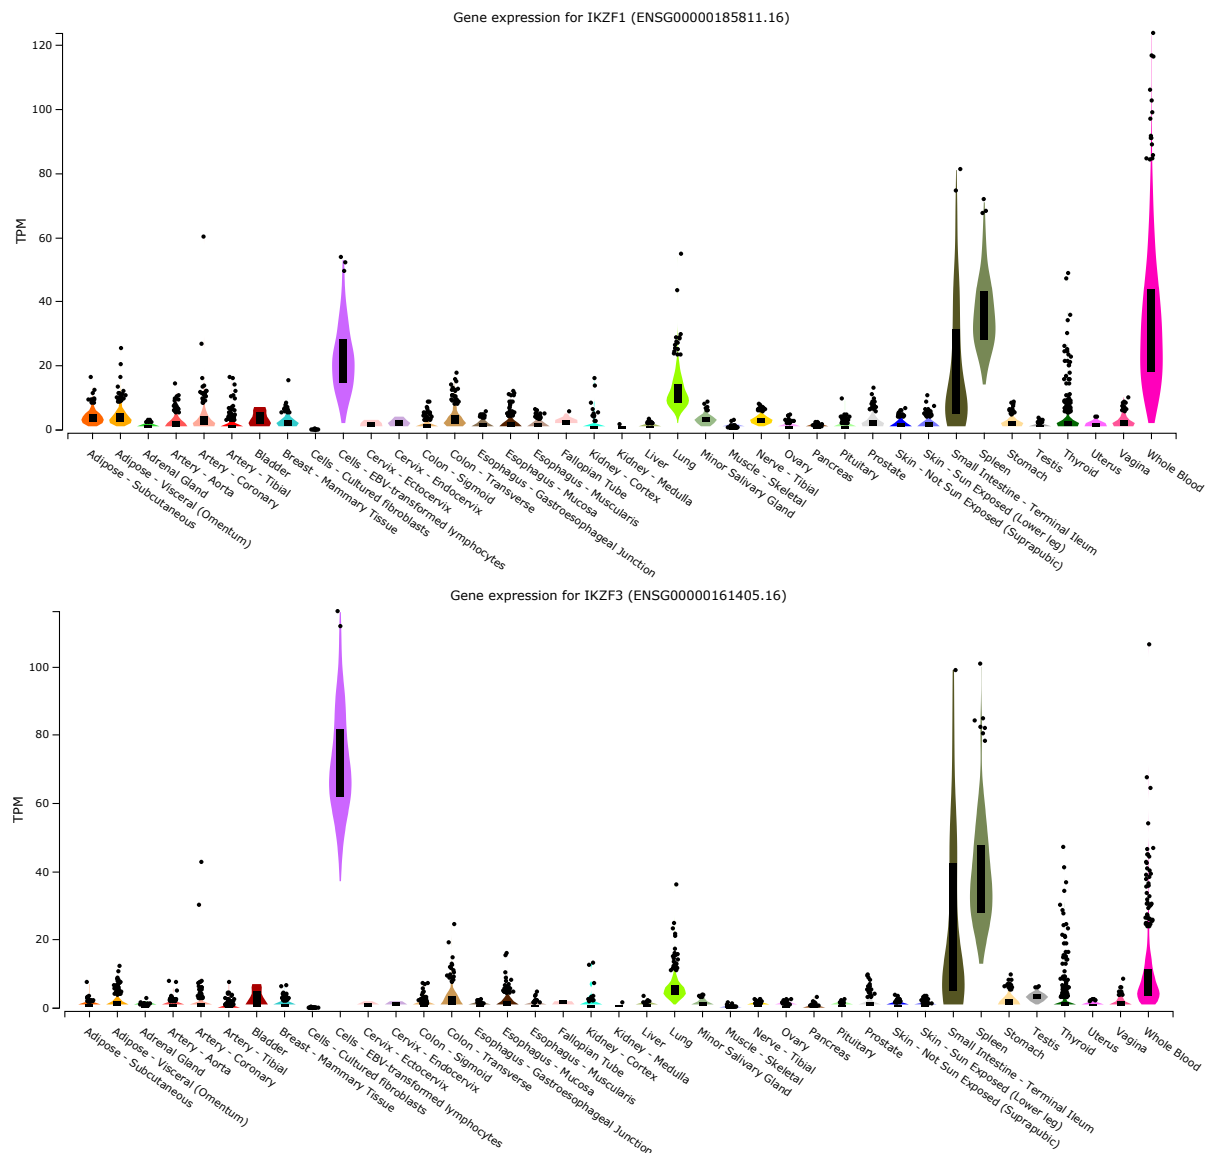 Gene expression for IKZF1 (ENSG00000185811.16)
TPM
120
100
80
60
40
20
0
Adipose - Subcutaneous
Adipose - Visceral (Omentum)
Adrenal Gland
Artery - Aorta
Artery - Coronary
Artery - Tibial
Bladder
Breast - Mammary Tissue
Cells - Cultured fibroblasts
Cells - EBV-transformed lymphocytes
Cervix - Ectocervix
Cervix - Endocervix
Colon - Sigmoid
Colon - Transverse
Esophagus - Gastroesophageal Junction
Esophagus - Mucosa
Esophagus - Muscularis
Fallopian Tube
Kidney - Cortex
Kidney - Medulla
Liver
Lung
Minor Salivary Gland
Muscle - Skeletal
Nerve - Tibial
Ovary
Pancreas
Pituitary
Prostate
Skin - Not Sun Exposed (Suprapubic)
Skin - Sun Exposed (Lower leg)
Small Intestine - Terminal Ileum
Spleen
Stomach
Testis
Thyroid
Uterus
Vagina
Whole Blood
Gene expression for IKZF3 (ENSG00000161405.16)
TPM
100
80
60
40
20
0
Adipose - Subcutaneous
Adipose - Visceral (Omentum)
Adrenal Gland
Artery - Aorta
Artery - Coronary
Artery - Tibial
Bladder
Breast - Mammary Tissue
Cells - Cultured fibroblasts
Cells - EBV-transformed lymphocytes
Cervix - Ectocervix
Cervix - Endocervix
Colon - Sigmoid
Colon - Transverse
Esophagus - Gastroesophageal Junction
Esophagus - Mucosa
Esophagus - Muscularis
Fallopian Tube
Kidney - Cortex
Kidney - Medulla
Liver
Lung
Minor Salivary Gland
Muscle - Skeletal
Nerve - Tibial
Ovary
Pancreas
Pituitary
Prostate
Skin - Not Sun Exposed (Suprapubic)
Skin - Sun Exposed (Lower leg)
Small Intestine - Terminal Ileum
Spleen
Stomach
Testis
Thyroid
Uterus
Vagina
Whole Blood